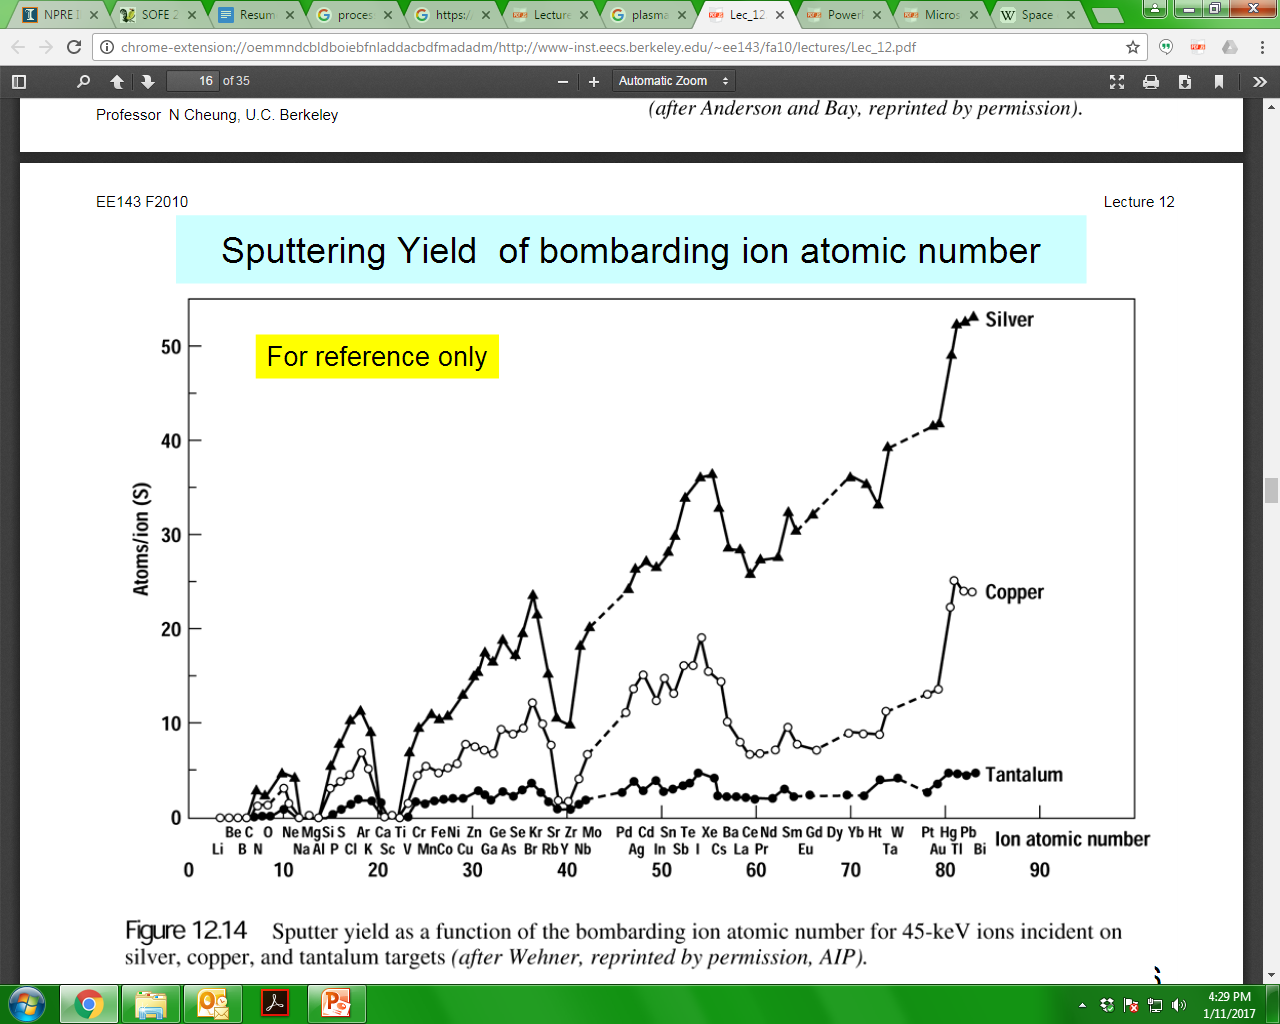 NPRE I
SOFE 2
Resum
proces
https:/
Lecture
plasma
Lec_12
Powerl
Micros
Space
chrome-extension://oemmndcbldboiebfnladdacbdfmadadm/http://www-inst.eecs.berkeley.edu/~ee143/fa10/lectures/Lec_12.pdf
16 of 35
Automatic Zoom
Professor N Cheung, U.C. Berkeley
(after Anderson and Bay, reprinted by permission).
EE143 F2010
Lecture 12
Sputtering Yield of bombarding ion atomic number
For reference only
Silver
Copper
Tantalum
Atoms/ion (S)
50
40
30
20
10
0
Be C O Ne Mg Si S Ar Ca Ti Cr Fe Ni Zn Ge Se Kr Sr Zr Mo Pd Cd Sn Te Xe Ba Ce Nd Sm Gd Dy Yb Ht W Pt Hg Pb
Li B N Na Al P Cl K Sc V Mn Co Cu Ga As Br Rb Y Nb Ag In Sb I Cs La Pr Eu Ta Au Tl Bi
Ion atomic number
0 10 20 30 40 50 60 70 80 90
Figure 12.14 Sputter yield as a function of the bombarding ion atomic number for 45-keV ions incident on
silver, copper, and tantalum targets (after Wehner, reprinted by permission, AIP).
4:29 PM
1/11/2017